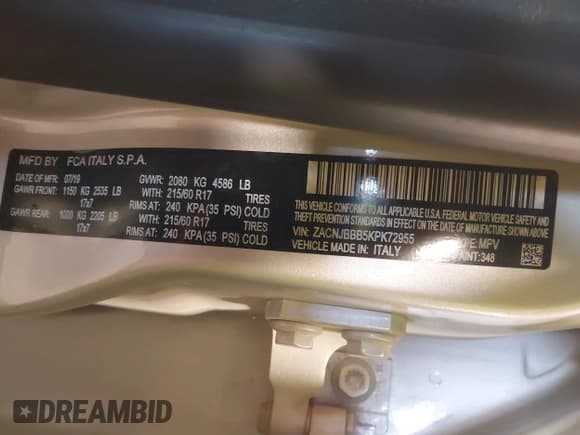 MFD BY FCA ITALY S.P.A.
DATE OF MFR: 07/19 GVWR: 2080 KG 4586 LB
GAWR FRONT: 1150 KG 2535 LB WITH: 215/60 R17 TIRES
17x7 RIMS AT: 240 KPA(35 PSI) COLD
GAWR REAR: 1000 KG 2205 LB WITH: 215/60 R17 TIRES
17x7 RIMS AT: 240 KPA(35 PSI) COLD
THIS VEHICLE CONFORMS TO ALL APPLICABLE U.S.A. FEDERAL MOTOR VEHICLE SAFETY, AND
THEFT PREVENTION STANDARDS IN EFFECT ON THE DATE OF MANUFACTURE SHOWN ABOVE.
VIN: ZACNJBBB5KPK72955 TYPE: MPV
VEHICLE MADE IN: ITALY PAINT: 348
DREAMBID